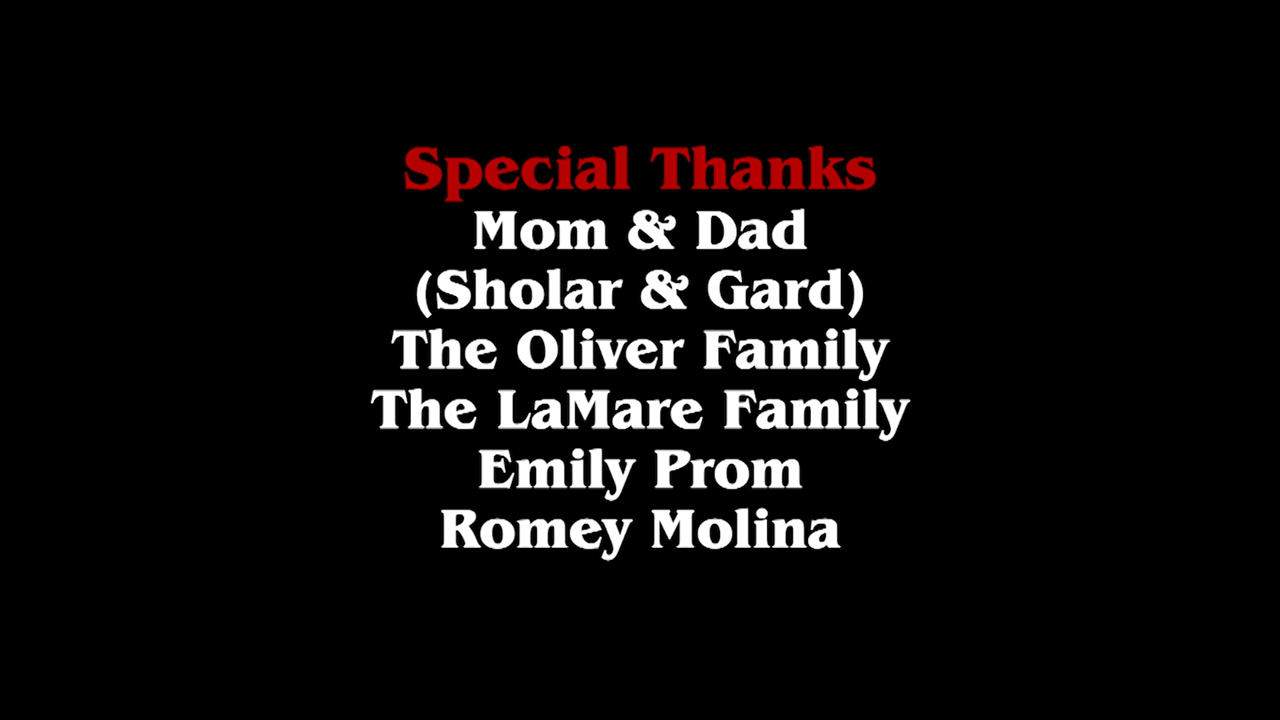 Special Thanks
Mom & Dad
(Sholar & Gard)
The Oliver Family
The LaMare Family
Emily Prom
Romey Molina